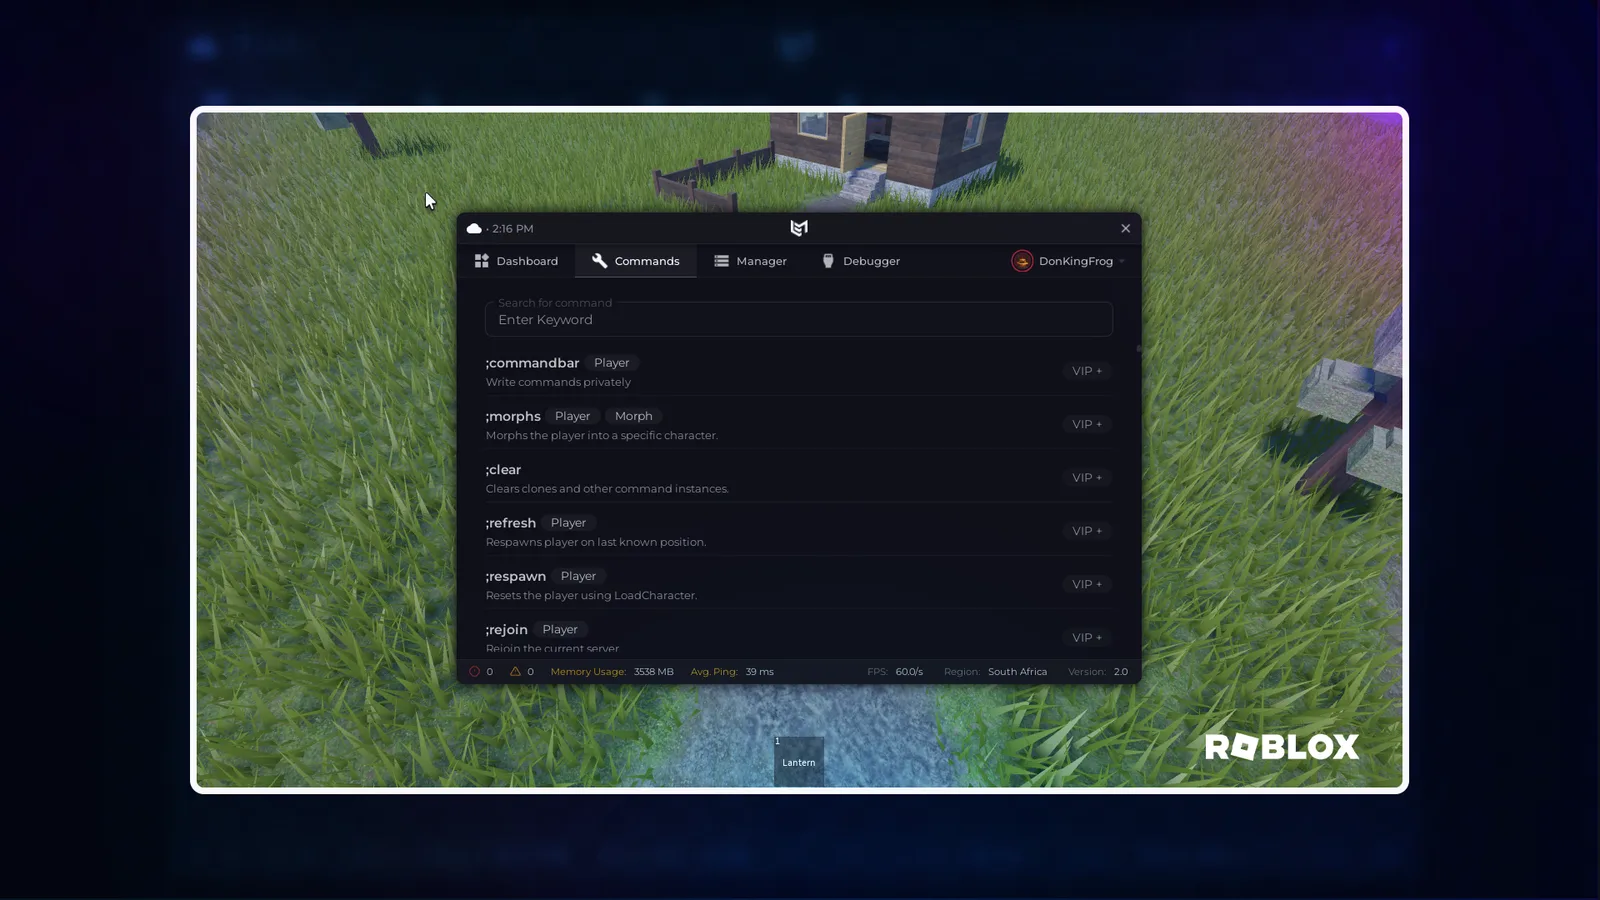 • 2:16 PM
Dashboard Commands Manager Debugger DonKingFrog
Search for command
Enter Keyword
;commandbar Player
Write commands privately
VIP +
;morphs Player Morph
Morphs the player into a specific character.
VIP +
;clear
Clears clones and other command instances.
VIP +
;refresh Player
Respawns player on last known position.
VIP +
;respawn Player
Resets the player using LoadCharacter.
VIP +
;rejoin Player
Rejoin the current server
VIP +
0 0 Memory Usage: 3538 MB Avg. Ping: 39 ms FPS: 60.0/s Region: South Africa Version: 2.0
1
Lantern
ROBLOX